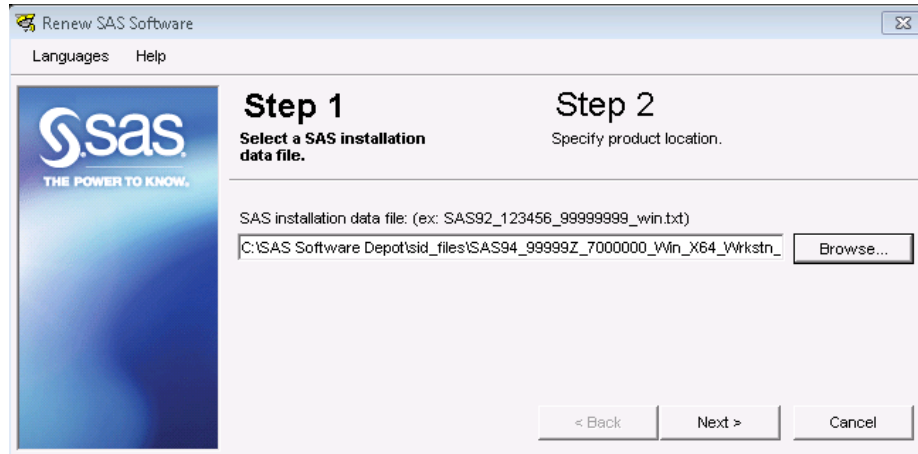 Renew SAS Software
Languages Help
sas
THE POWER TO KNOW.
Step 1
Select a SAS installation
data file.
Step 2
Specify product location.
SAS installation data file: (ex: SAS92_123456_99999999_win.txt)
C:\SAS Software Depot\sid_files\SAS94_99999Z_7000000_Win_X64_Wrkstn_
Browse...
< Back
Next >
Cancel